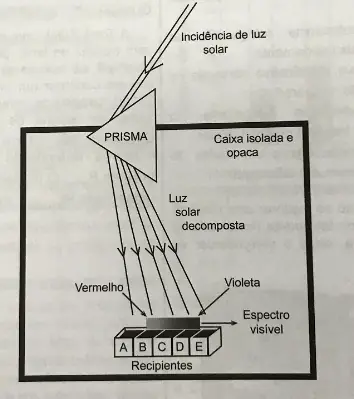 Incidência de luz
solar
PRISMA
Caixa isolada e
opaca
Luz
solar
decomposta
Vermelho
Violeta
Espectro
visível
A B C D E
Recipientes